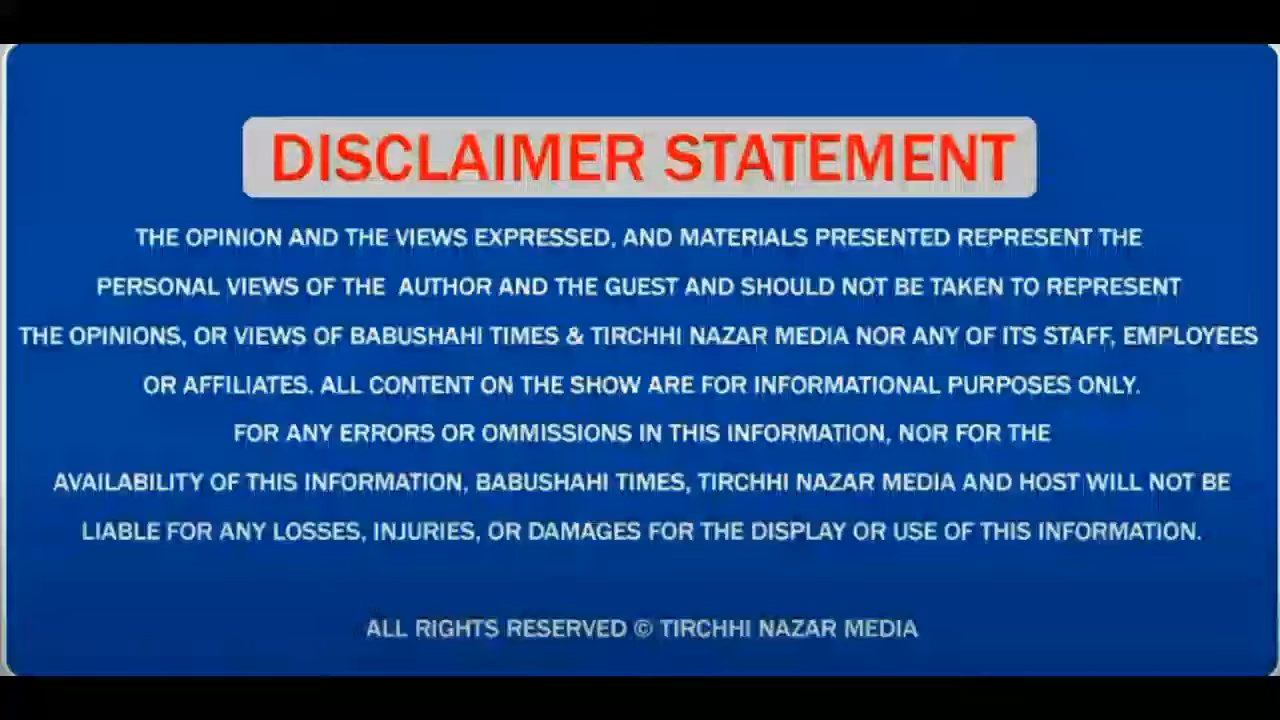 DISCLAIMER STATEMENT
THE OPINION AND THE VIEWS EXPRESSED, AND MATERIALS PRESENTED REPRESENT THE
PERSONAL VIEWS OF THE AUTHOR AND THE GUEST AND SHOULD NOT BE TAKEN TO REPRESENT
THE OPINIONS, OR VIEWS OF BABUSHAHI TIMES & TIRCHHI NAZAR MEDIA NOR ANY OF ITS STAFF, EMPLOYEES
OR AFFILIATES. ALL CONTENT ON THE SHOW ARE FOR INFORMATIONAL PURPOSES ONLY.
FOR ANY ERRORS OR OMMISSIONS IN THIS INFORMATION, NOR FOR THE
AVAILABILITY OF THIS INFORMATION, BABUSHAHI TIMES, TIRCHHI NAZAR MEDIA AND HOST WILL NOT BE
LIABLE FOR ANY LOSSES, INJURIES, OR DAMAGES FOR THE DISPLAY OR USE OF THIS INFORMATION.
ALL RIGHTS RESERVED © TIRCHHI NAZAR MEDIA